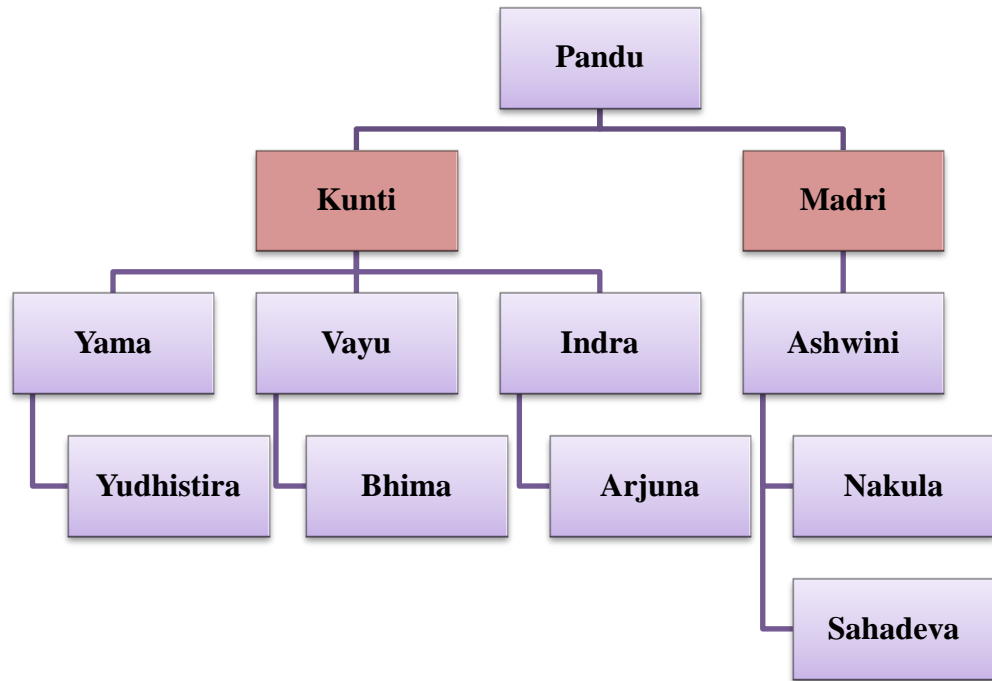 Pandu
Kunti
Madri
Yama
Vayu
Indra
Ashwini
Yudhistira
Bhima
Arjuna
Nakula
Sahadeva